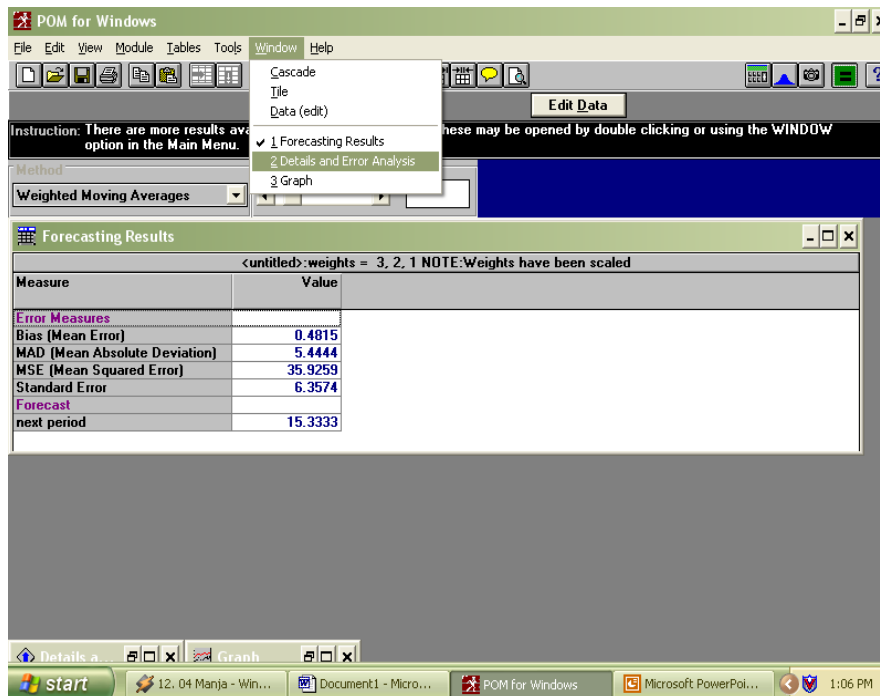 POM for Windows
File Edit View Module Tables Tools Window Help
Cascade
Tile
Data (edit)
✓ 1 Forecasting Results
2 Details and Error Analysis
3 Graph
Edit Data
Instruction: There are more results ava hese may be opened by double clicking or using the WINDOW
option in the Main Menu.
Method
Weighted Moving Averages
Forecasting Results
<untitled>:weights = 3, 2, 1 NOTE:Weights have been scaled
Measure Value
Error Measures
Bias (Mean Error) 0.4815
MAD (Mean Absolute Deviation) 5.4444
MSE (Mean Squared Error) 35.9259
Standard Error 6.3574
Forecast
next period 15.3333
Details a... Graph
start 12. 04 Manja - Win... Document1 - Micro... POM for Windows Microsoft PowerPoi... 1:06 PM